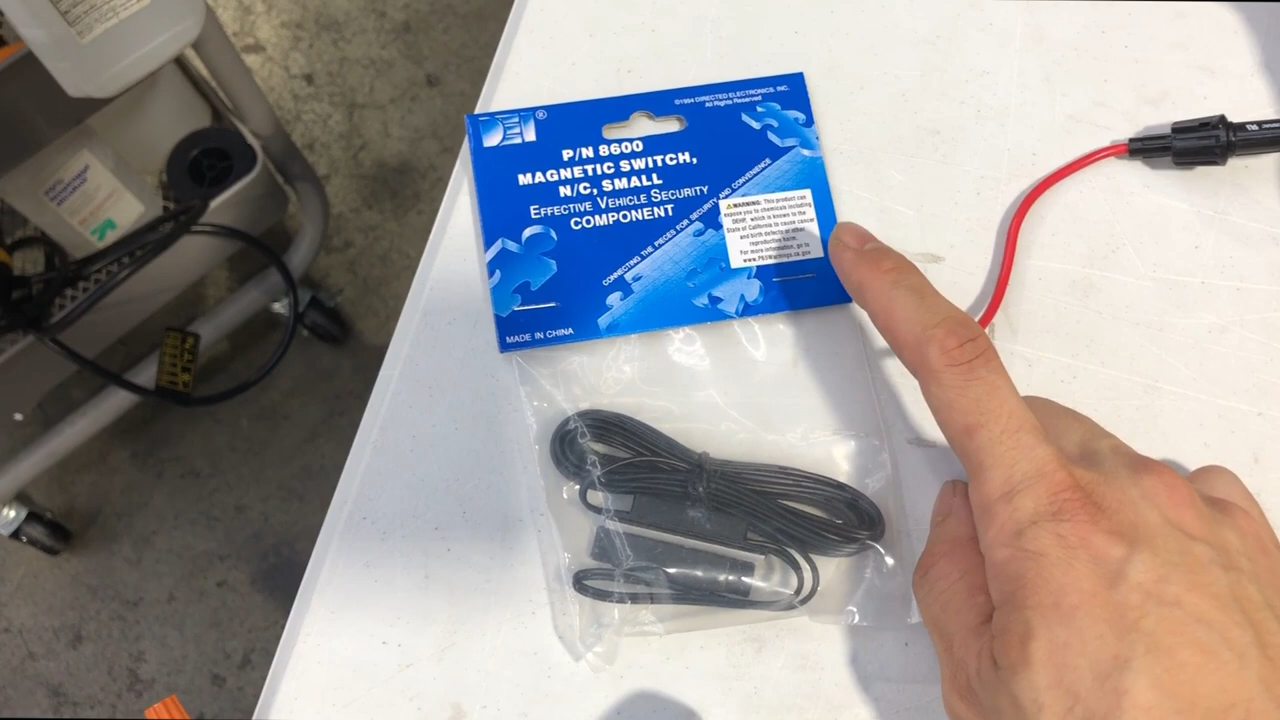 ©1994 DIRECTED ELECTRONICS, INC.
All Rights Reserved
DEI®
P/N 8600
MAGNETIC SWITCH,
N/C, SMALL
EFFECTIVE VEHICLE SECURITY
COMPONENT
CONNECTING THE PIECES FOR SECURITY AND CONVENIENCE
WARNING: This product can
expose you to chemicals including
DEHP, which is known to the
State of California to cause cancer
and birth defects or other
reproductive harm.
For more information, go to
www.P65Warnings.ca.gov
MADE IN CHINA